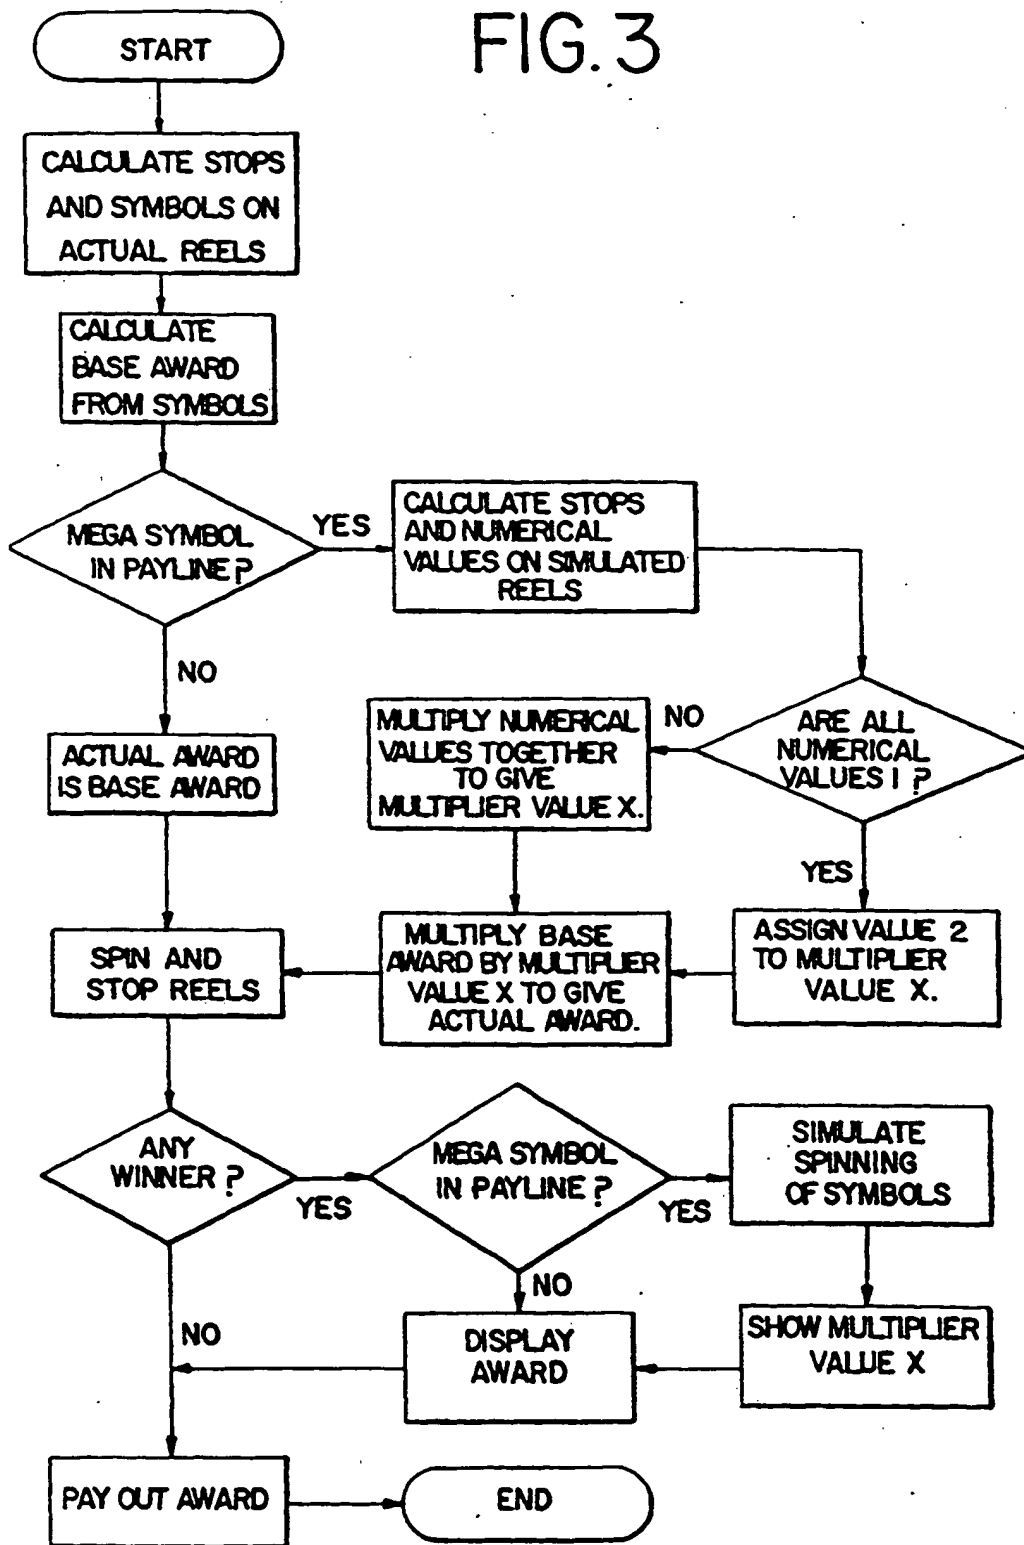 FIG. 3
START
CALCULATE STOPS
AND SYMBOLS ON
ACTUAL REELS
CALCULATE
BASE AWARD
FROM SYMBOLS
MEGA SYMBOL
IN PAYLINE?
YES
CALCULATE STOPS
AND NUMERICAL
VALUES ON SIMULATED
REELS
NO
ARE ALL
NUMERICAL
VALUES 1 ?
NO
MULTIPLY NUMERICAL
VALUES TOGETHER
TO GIVE
MULTIPLIER VALUE X.
ACTUAL AWARD
IS BASE AWARD
YES
ASSIGN VALUE 2
TO MULTIPLIER
VALUE X.
MULTIPLY BASE
AWARD BY MULTIPLIER
VALUE X TO GIVE
ACTUAL AWARD.
SPIN AND
STOP REELS
ANY
WINNER ?
YES
MEGA SYMBOL
IN PAYLINE ?
YES
SIMULATE
SPINNING
OF SYMBOLS
NO
NO
DISPLAY
AWARD
SHOW MULTIPLIER
VALUE X
PAY OUT AWARD
END